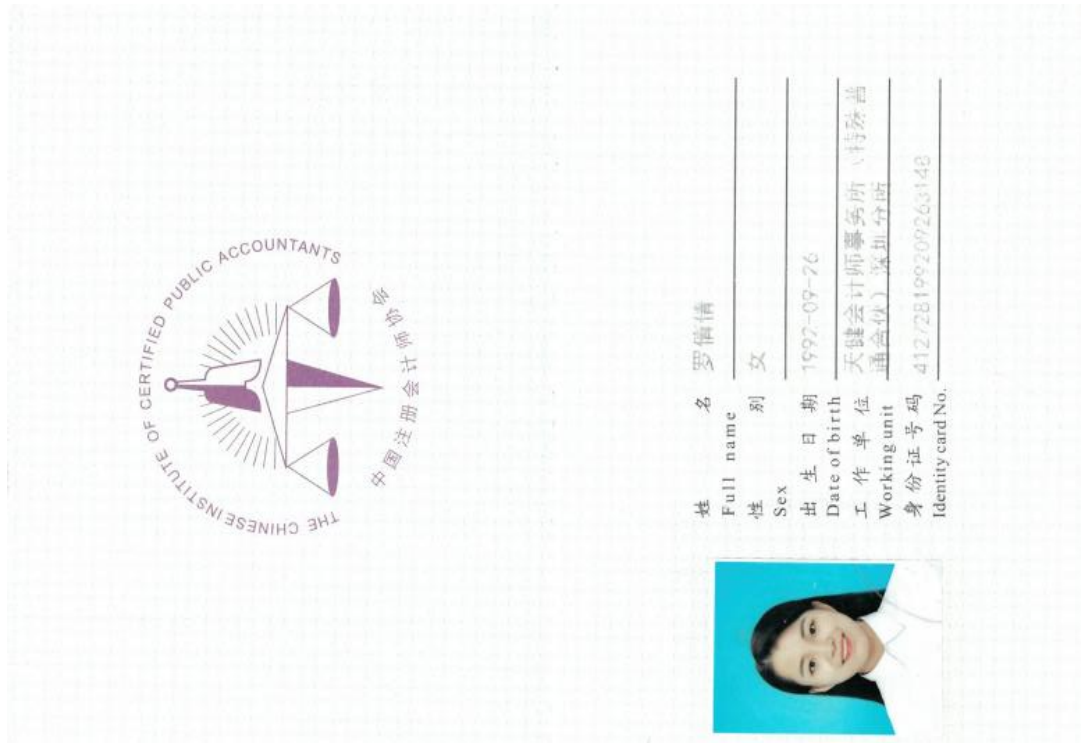 THE CHINESE INSTITUTE OF CERTIFIED PUBLIC ACCOUNTANTS
中国注册会计师协会
姓 名 罗倩倩
Full name
性 别 女
Sex
出 生 日 期 1992-09-26
Date of birth
工 作 单 位 天健会计师事务所（特殊普
Working unit 通合伙）深圳分所
身 份 证 号 码 412728199209263148
Identity card No.